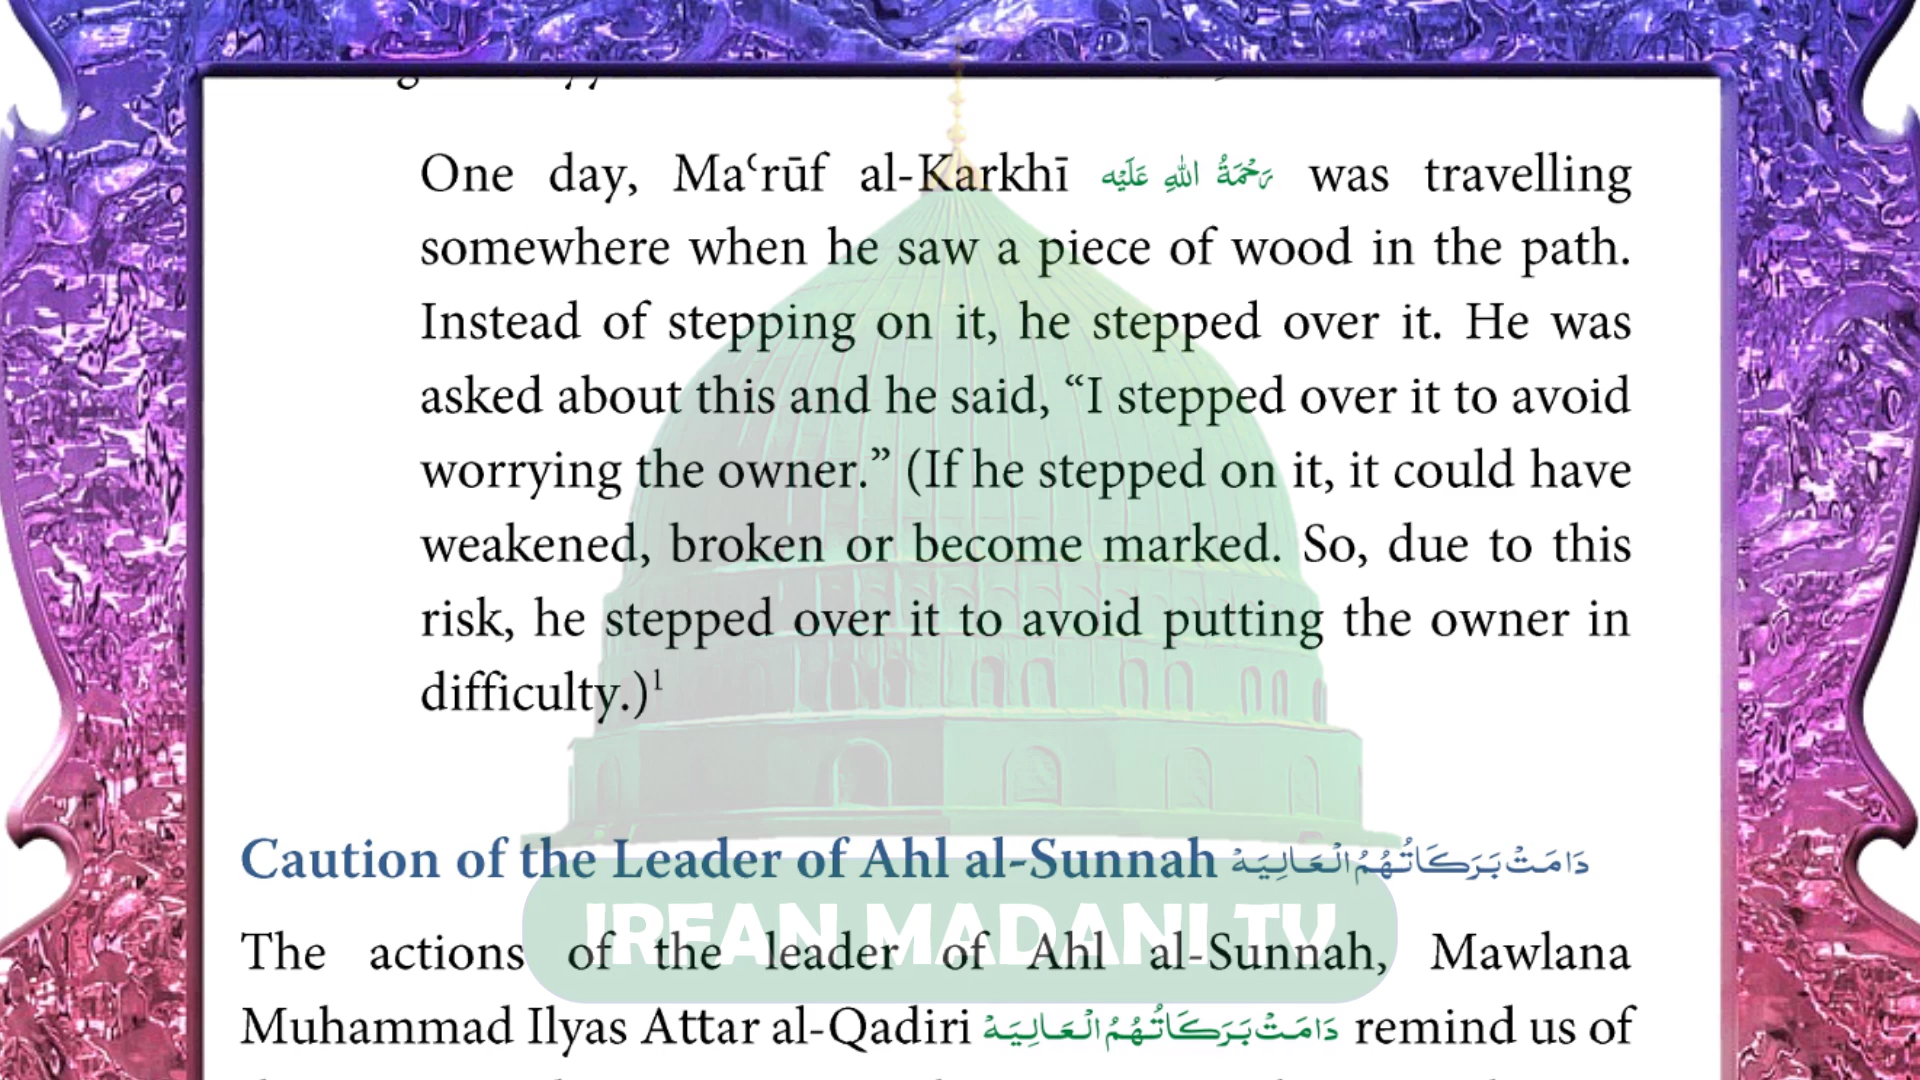 One day, Maʿrūf al-Karkhī رَحْمَةُ اللهِ عَلَيْه was travelling
somewhere when he saw a piece of wood in the path.
Instead of stepping on it, he stepped over it. He was
asked about this and he said, “I stepped over it to avoid
worrying the owner.” (If he stepped on it, it could have
weakened, broken or become marked. So, due to this
risk, he stepped over it to avoid putting the owner in
difficulty.)¹
Caution of the Leader of Ahl al-Sunnah دَامَتْ بَرَكَاتُهُمُ الْعَالِيَهْ
IRFAN MADANI TV
The actions of the leader of Ahl al-Sunnah, Mawlana
Muhammad Ilyas Attar al-Qadiri دَامَتْ بَرَكَاتُهُمُ الْعَالِيَهْ remind us of